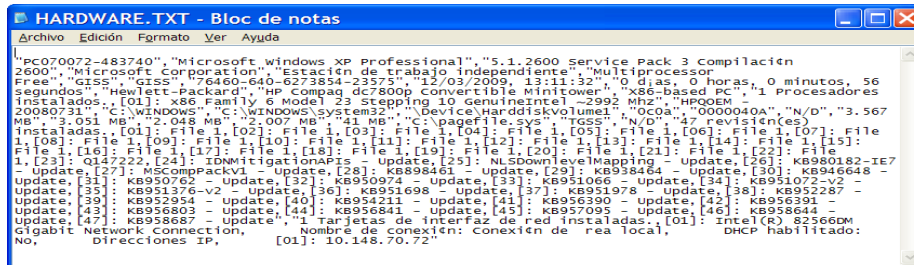 HARDWARE.TXT - Bloc de notas
Archivo Edición Formato Ver Ayuda
"PC070072-483740","Microsoft Windows XP Professional","5.1.2600 Service Pack 3 Compilaci¢n
2600","Microsoft Corporation","Estaci¢n de trabajo independiente","Multiprocessor
Free","GISS","GISS","76460-640-6273854-23575","12/03/2009, 13:11:32","0 d¡as, 0 horas, 0 minutos, 56
segundos","Hewlett-Packard","HP Compaq dc7800p Convertible Minitower","X86-based PC","1 Procesadores
instalados.,[01]: x86 Family 6 Model 23 Stepping 10 GenuineIntel ~2992 Mhz","HPQOEM -
20080731","C:\WINDOWS","C:\WINDOWS\system32","\Device\HarddiskVolume1","0c0a","0000040A","N/D","3.567
MB","3.051 MB","2.048 MB","2.007 MB","41 MB","C:\pagefile.sys","TGSS","N/D","47 revisi¢n(es)
instaladas.,[01]: File 1,[02]: File 1,[03]: File 1,[04]: File 1,[05]: File 1,[06]: File 1,[07]: File
1,[08]: File 1,[09]: File 1,[10]: File 1,[11]: File 1,[12]: File 1,[13]: File 1,[14]: File 1,[15]:
File 1,[16]: File 1,[17]: File 1,[18]: File 1,[19]: File 1,[20]: File 1,[21]: File 1,[22]: File
1,[23]: Q147222,[24]: IDNMitigationAPIs - Update,[25]: NLSDownlevelMapping - Update,[26]: KB980182-IE7
- Update,[27]: MSCompPackV1 - Update,[28]: KB898461 - Update,[29]: KB938464 - Update,[30]: KB946648 -
Update,[31]: KB950762 - Update,[32]: KB950974 - Update,[33]: KB951066 - Update,[34]: KB951072-v2 -
Update,[35]: KB951376-v2 - Update,[36]: KB951698 - Update,[37]: KB951978 - Update,[38]: KB952287 -
Update,[39]: KB952954 - Update,[40]: KB954211 - Update,[41]: KB956390 - Update,[42]: KB956391 -
Update,[43]: KB956803 - Update,[44]: KB956841 - Update,[45]: KB957095 - Update,[46]: KB958644 -
Update,[47]: KB958687 - Update","1 Tarjetas de interfaz de red instaladas.,[01]: Intel(R) 82566DM
Gigabit Network Connection, Nombre de conexi¢n: Conexi¢n de rea local, DHCP habilitado:
No, Direcciones IP, [01]: 10.148.70.72"